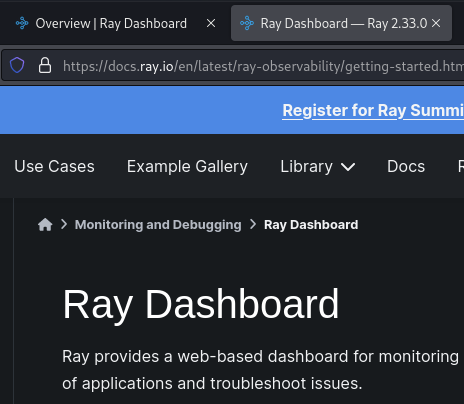 Overview | Ray Dashboard
Ray Dashboard — Ray 2.33.0
https://docs.ray.io/en/latest/ray-observability/getting-started.htm
Register for Ray Summi
Use Cases Example Gallery Library Docs R
Monitoring and Debugging > Ray Dashboard
Ray Dashboard
Ray provides a web-based dashboard for monitoring
of applications and troubleshoot issues.